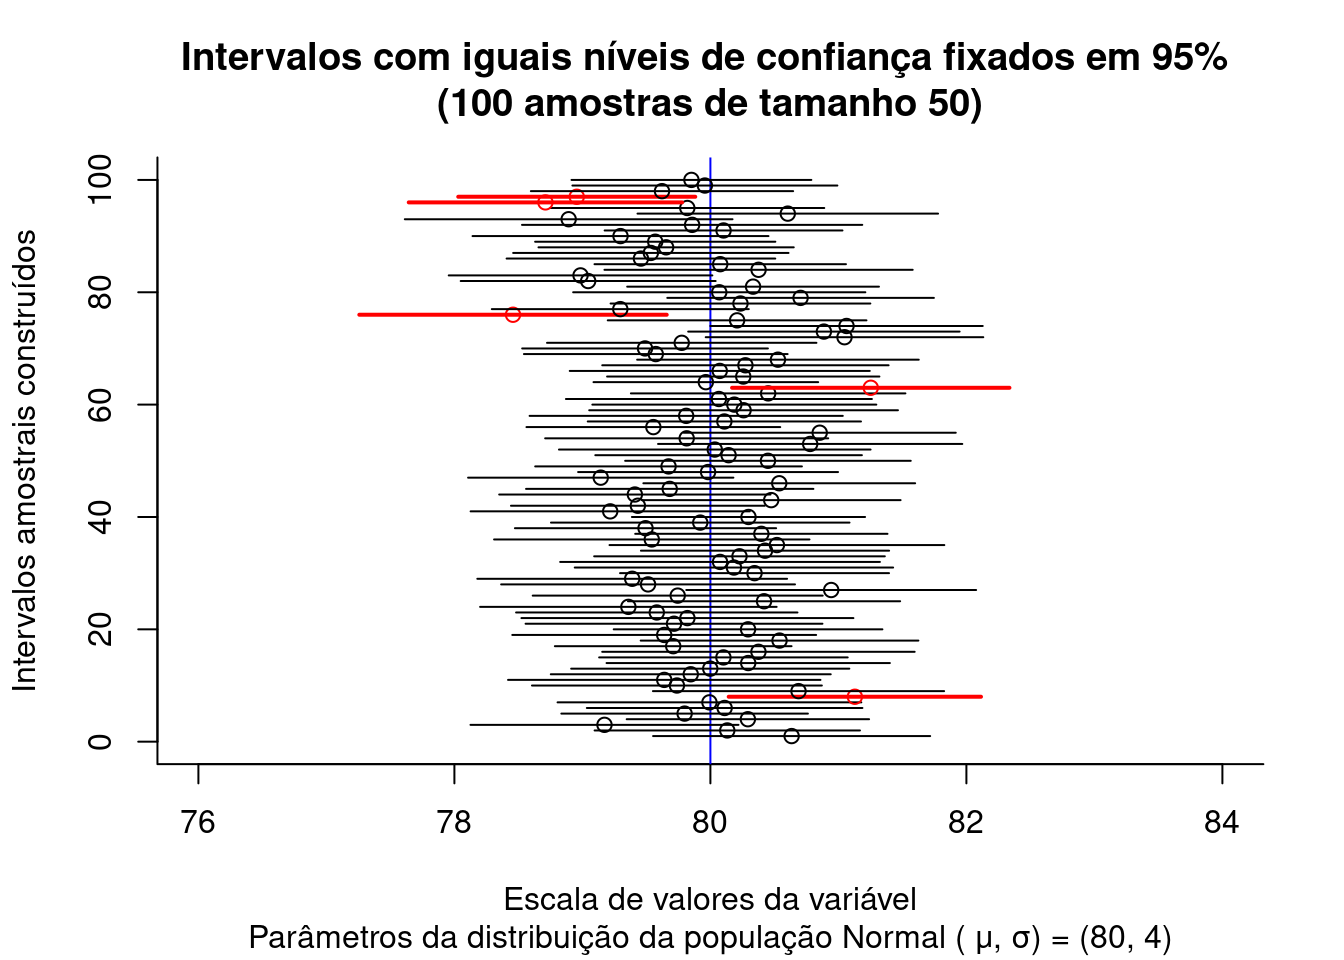 Intervalos com iguais níveis de confiança fixados em 95%
(100 amostras de tamanho 50)
Intervalos amostrais construídos
100
80
60
40
20
0
76 78 80 82 84
Escala de valores da variável
Parâmetros da distribuição da população Normal ( μ, σ) = (80, 4)